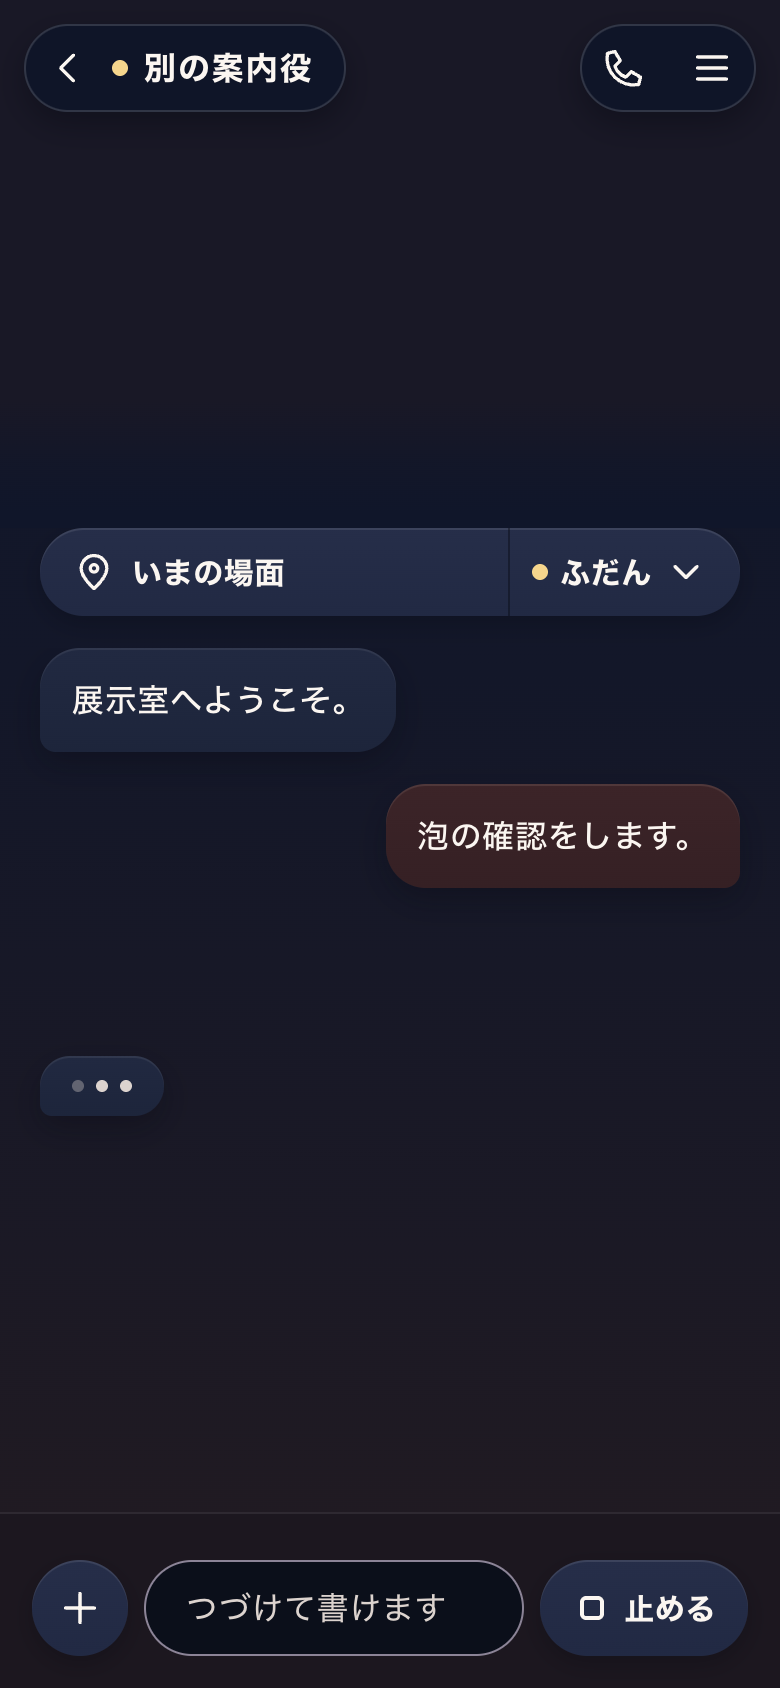 別の案内役
いまの場面
ふだん
展示室へようこそ。
泡の確認をします。
つづけて書けます
止める